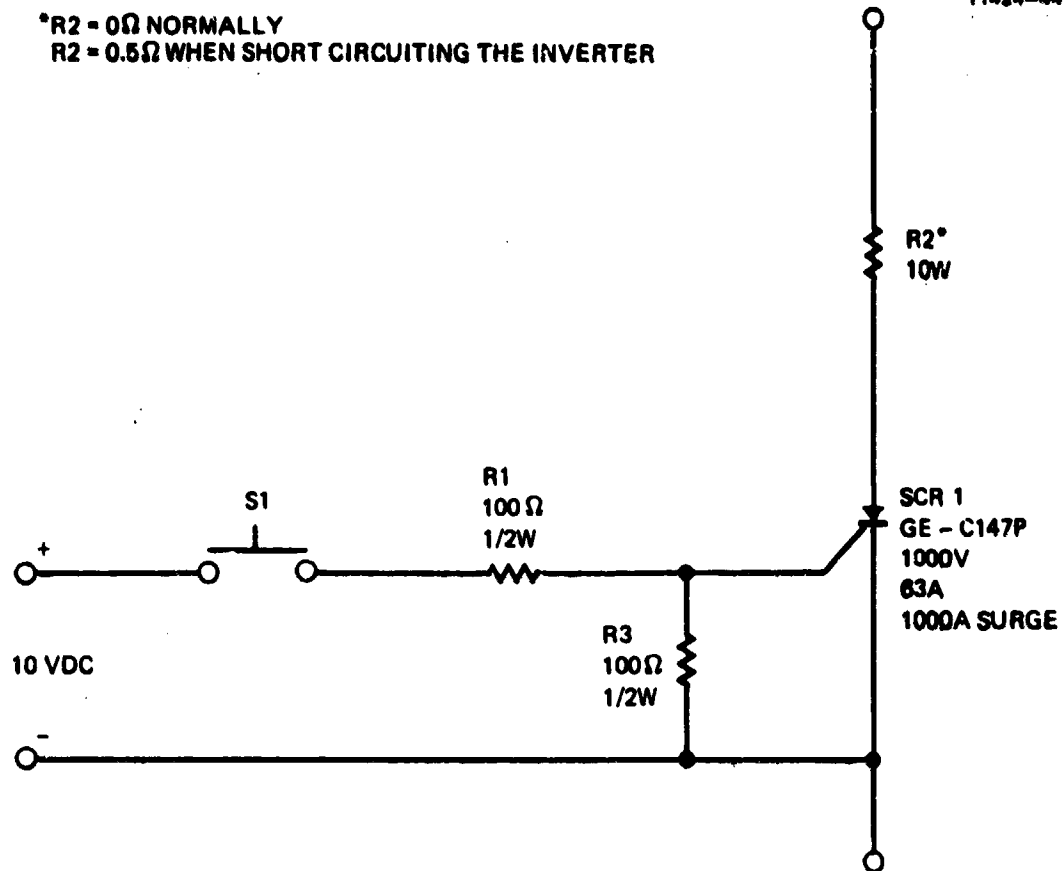 *R2 = 0Ω NORMALLY
R2 = 0.5Ω WHEN SHORT CIRCUITING THE INVERTER
R2*
10W
S1
R1
100 Ω
1/2W
SCR 1
GE – C147P
1000V
63A
1000A SURGE
+
10 VDC
–
R3
100Ω
1/2W